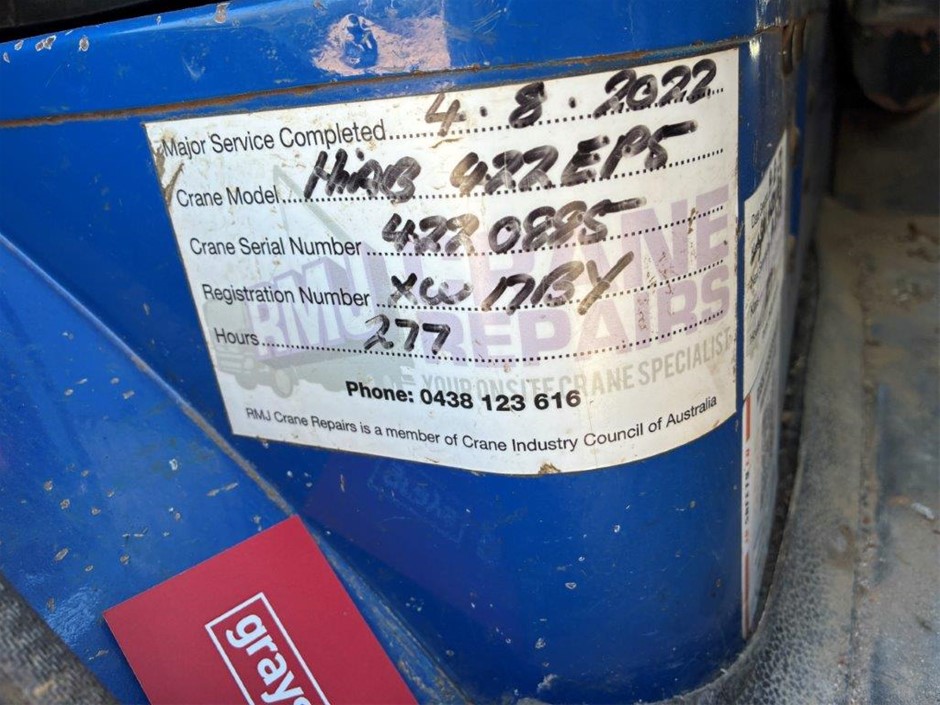 Major Service Completed 4.8.2022
Crane Model HIAB 422EP5
Crane Serial Number 4220885
Registration Number XW17BY
Hours 277
RMJ CRANE REPAIRS
YOUR ONSITE CRANE SPECIALIST
Phone: 0438 123 616
RMJ Crane Repairs is a member of Crane Industry Council of Australia
grays